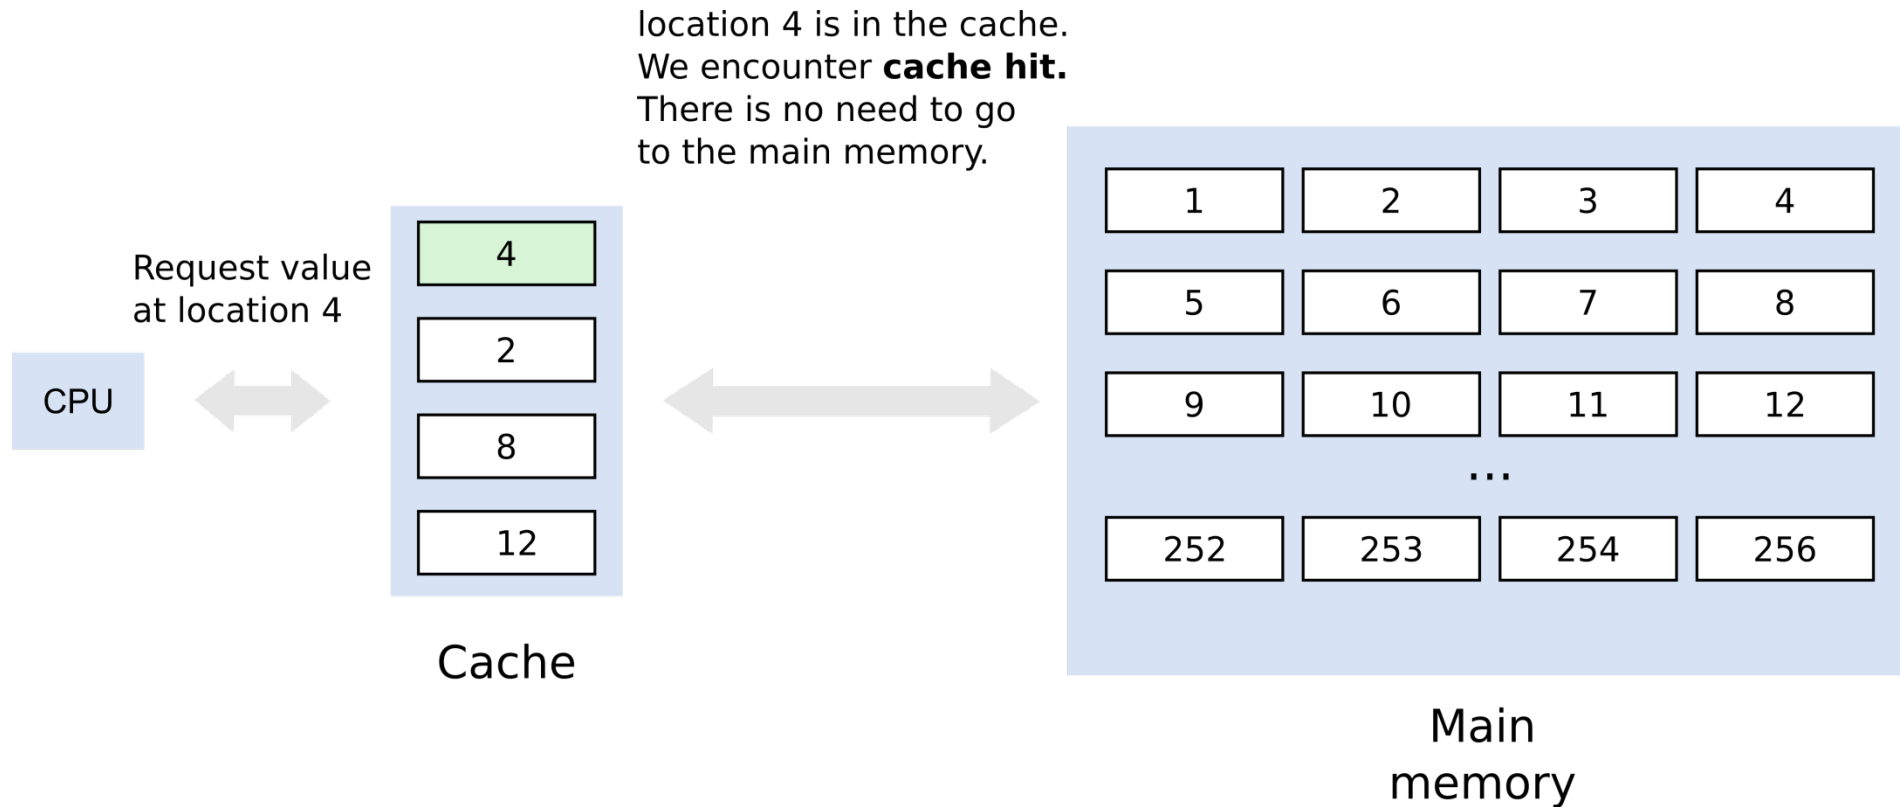 location 4 is in the cache.
We encounter cache hit.
There is no need to go
to the main memory.
Request value
at location 4
CPU
4
2
8
12
Cache
1 2 3 4
5 6 7 8
9 10 11 12
...
252 253 254 256
Main
memory